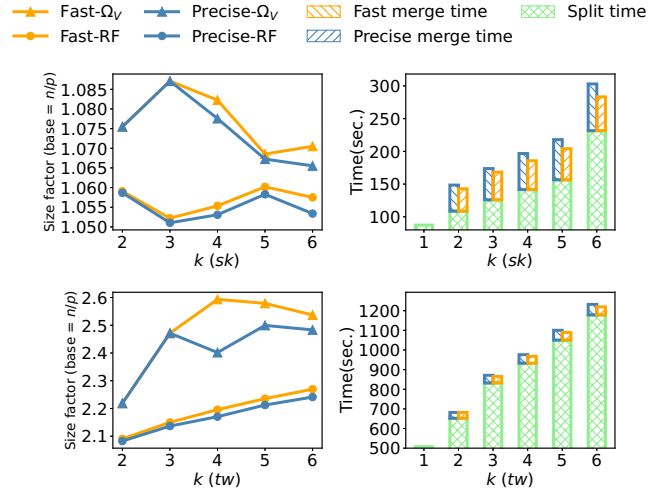 Fast-Ω_V Precise-Ω_V Fast merge time Split time
Fast-RF Precise-RF Precise merge time
Size factor (base = n/p)
1.085
1.080
1.075
1.070
1.065
1.060
1.055
1.050
2 3 4 5 6
k (sk)
Time(sec.)
300
250
200
150
100
1 2 3 4 5 6
k (sk)
Size factor (base = n/p)
2.6
2.5
2.4
2.3
2.2
2.1
2 3 4 5 6
k (tw)
Time(sec.)
1200
1100
1000
900
800
700
600
500
1 2 3 4 5 6
k (tw)